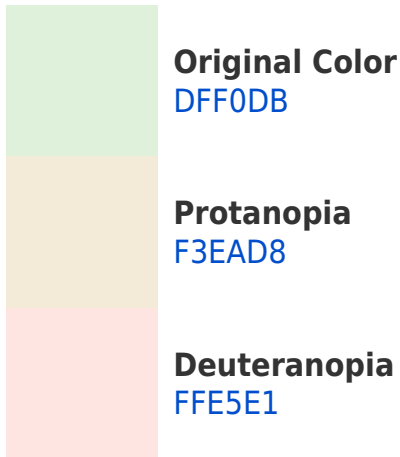 Original Color
DFF0DB
Protanopia
F3EAD8
Deuteranopia
FFE5E1